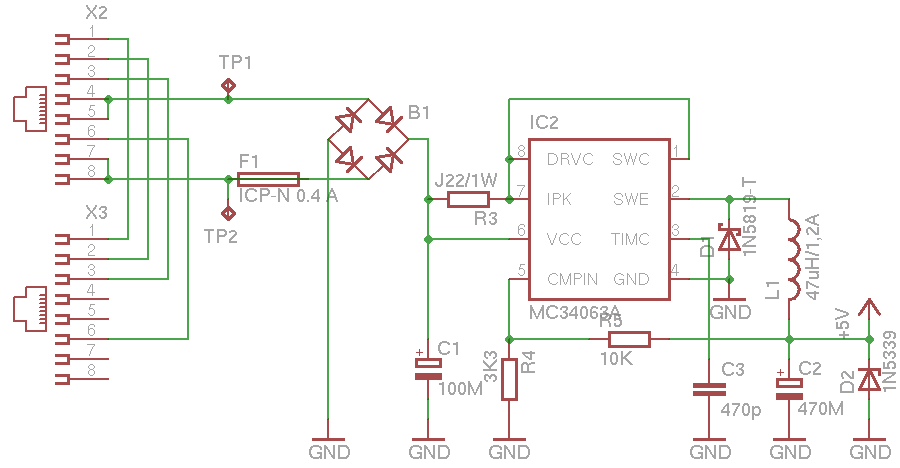 X2
1
2
3
4
5
6
7
8
X3
1
2
3
4
5
6
7
8
TP1
F1
ICP-N 0.4 A
TP2
B1
J22/1W
R3
IC2
8 DRVC SWC 1
7 IPK SWE 2
6 VCC TIMC 3
5 CMPIN GND 4
MC34063A
D1
1N5819-T
GND
L1
47uH/1,2A
+5V
R5
10K
3K3
R4
C1
+
100M
C3
470p
C2
+
470M
D2
1N5339
GND
GND
GND
GND
GND
GND